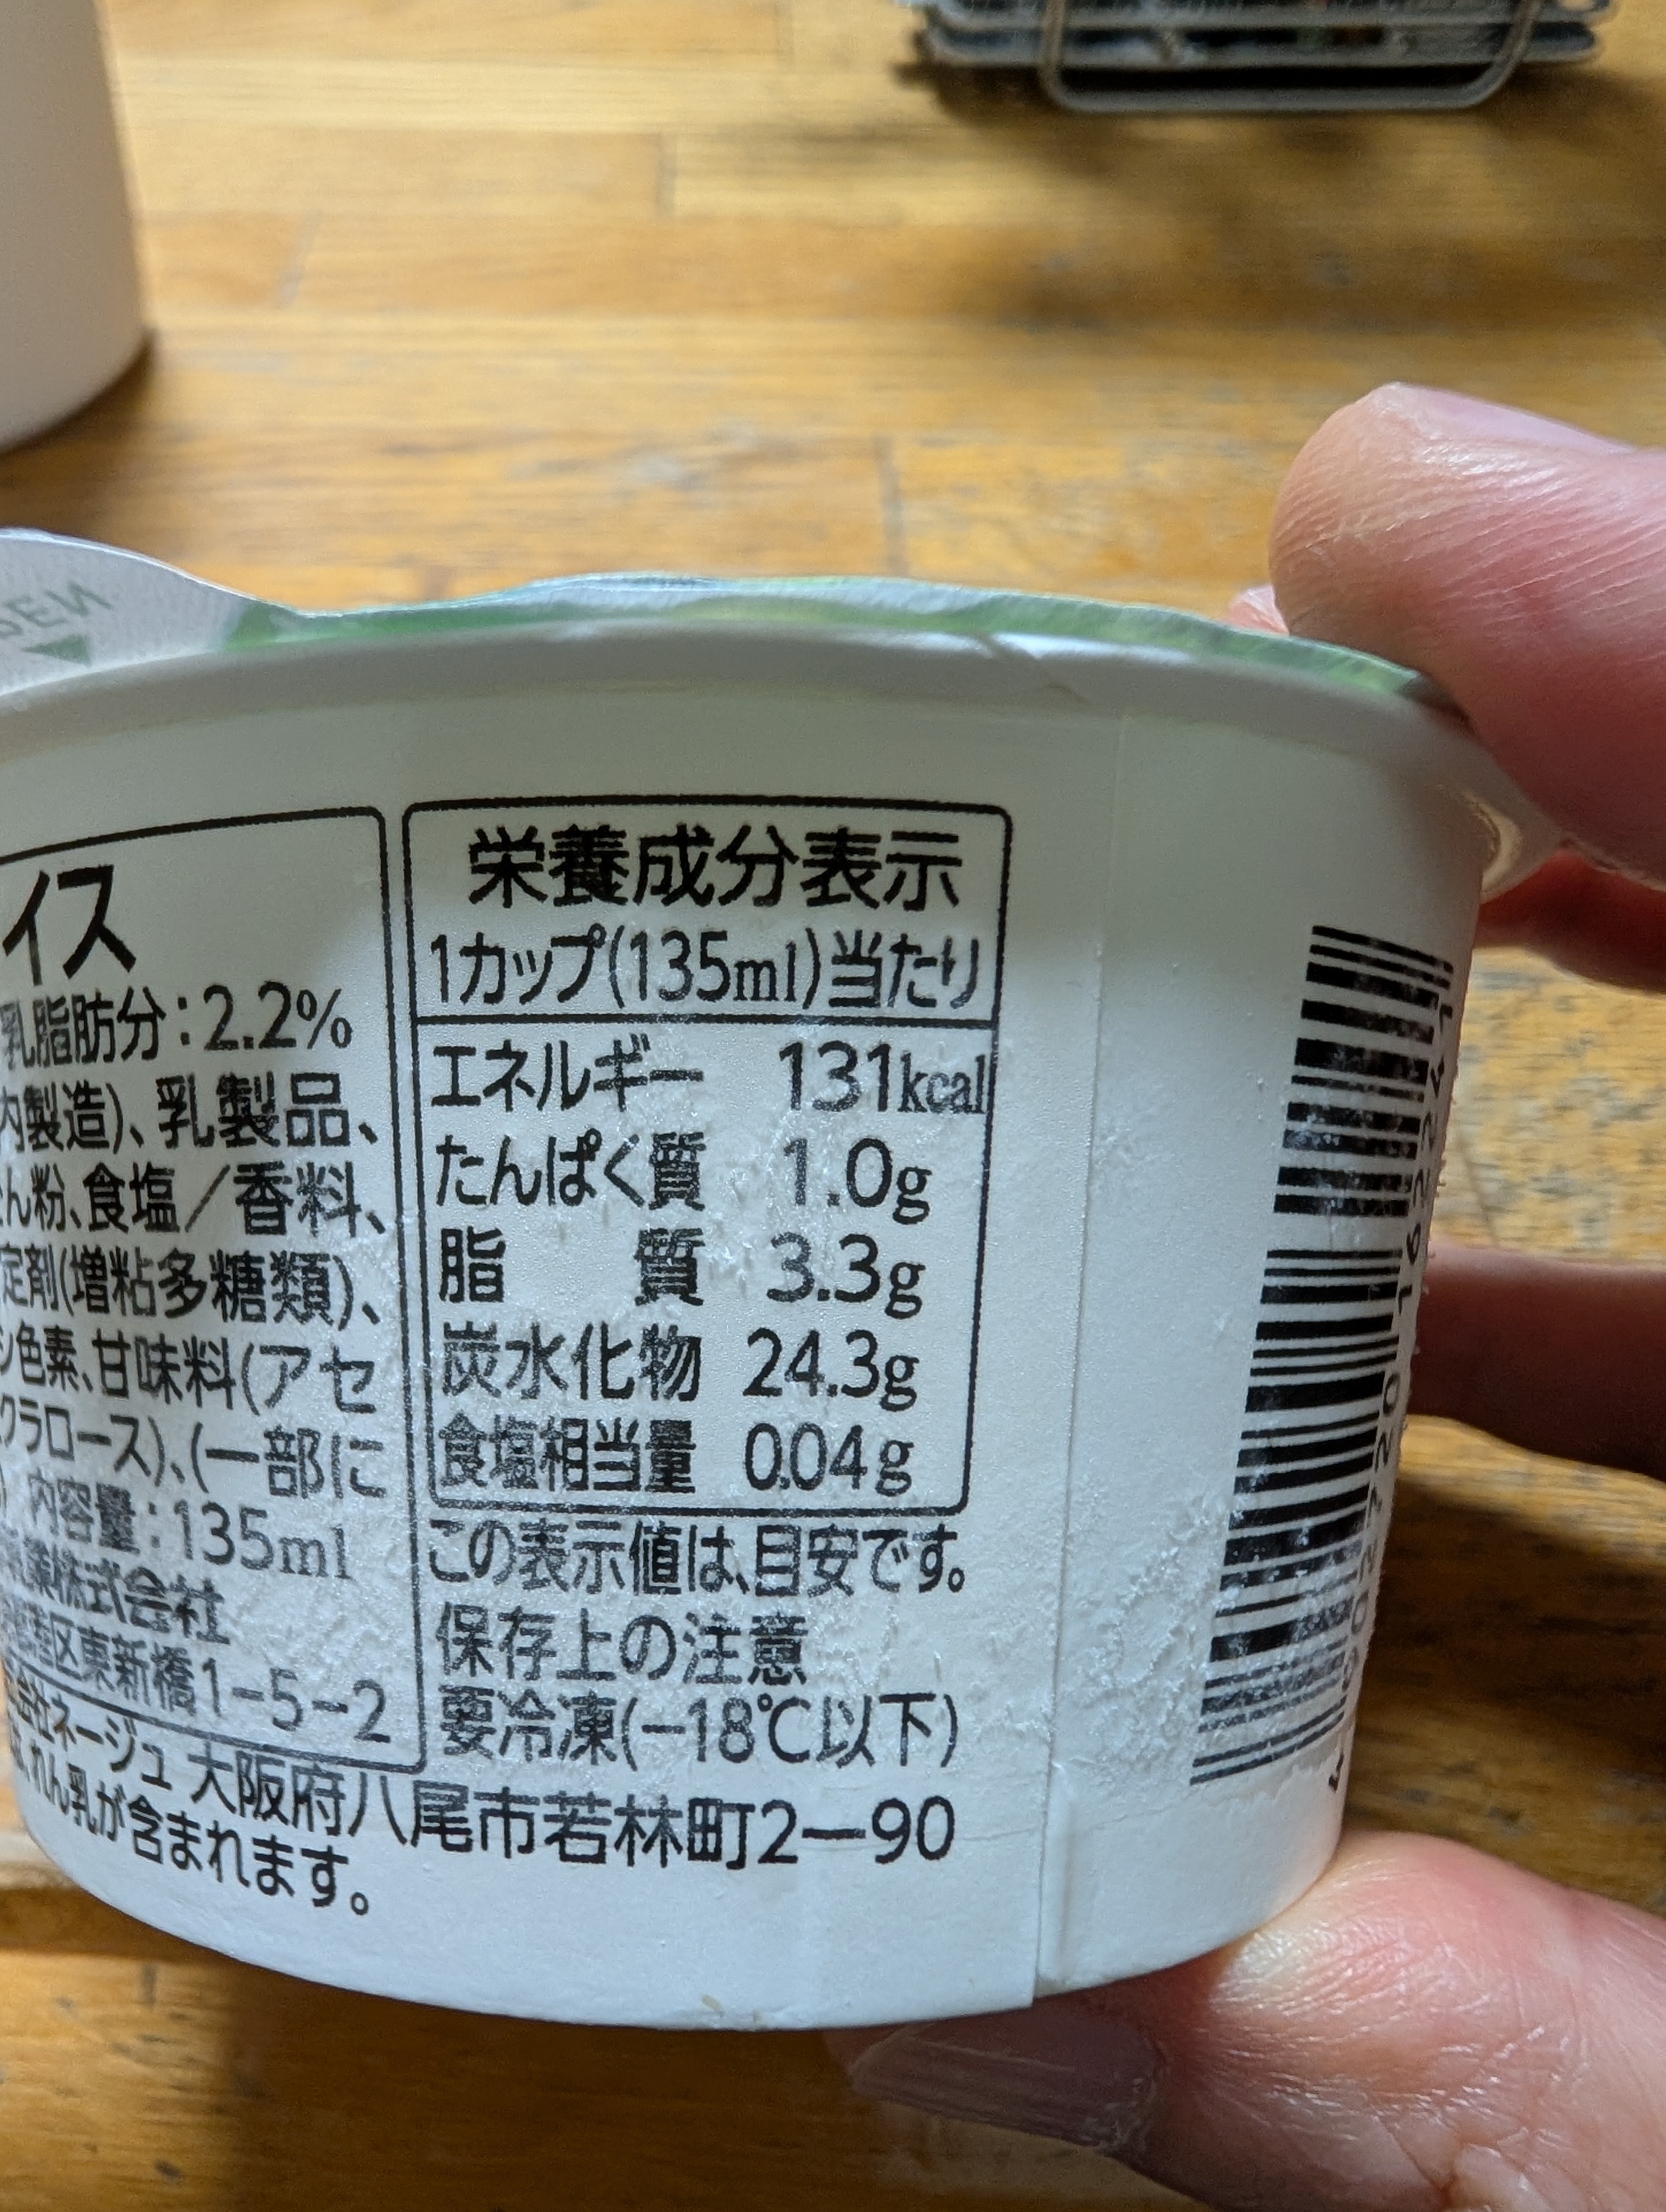 OPEN
イス
乳脂肪分：2.2%
内製造)、乳製品、
ん粉、食塩／香料、
定剤(増粘多糖類)、
シ色素、甘味料(アセ
クラロース)、(一部に
内容量：135ml
株式会社
区東新橋1-5-2
会社ネージュ 大阪府八尾市若林町2－90
れん乳が含まれます。
栄養成分表示
1カップ(135ml)当たり
エネルギー 131kcal
たんぱく質 1.0g
脂 質 3.3g
炭水化物 24.3g
食塩相当量 0.04g
この表示値は、目安です。
保存上の注意
要冷凍(－18℃以下)